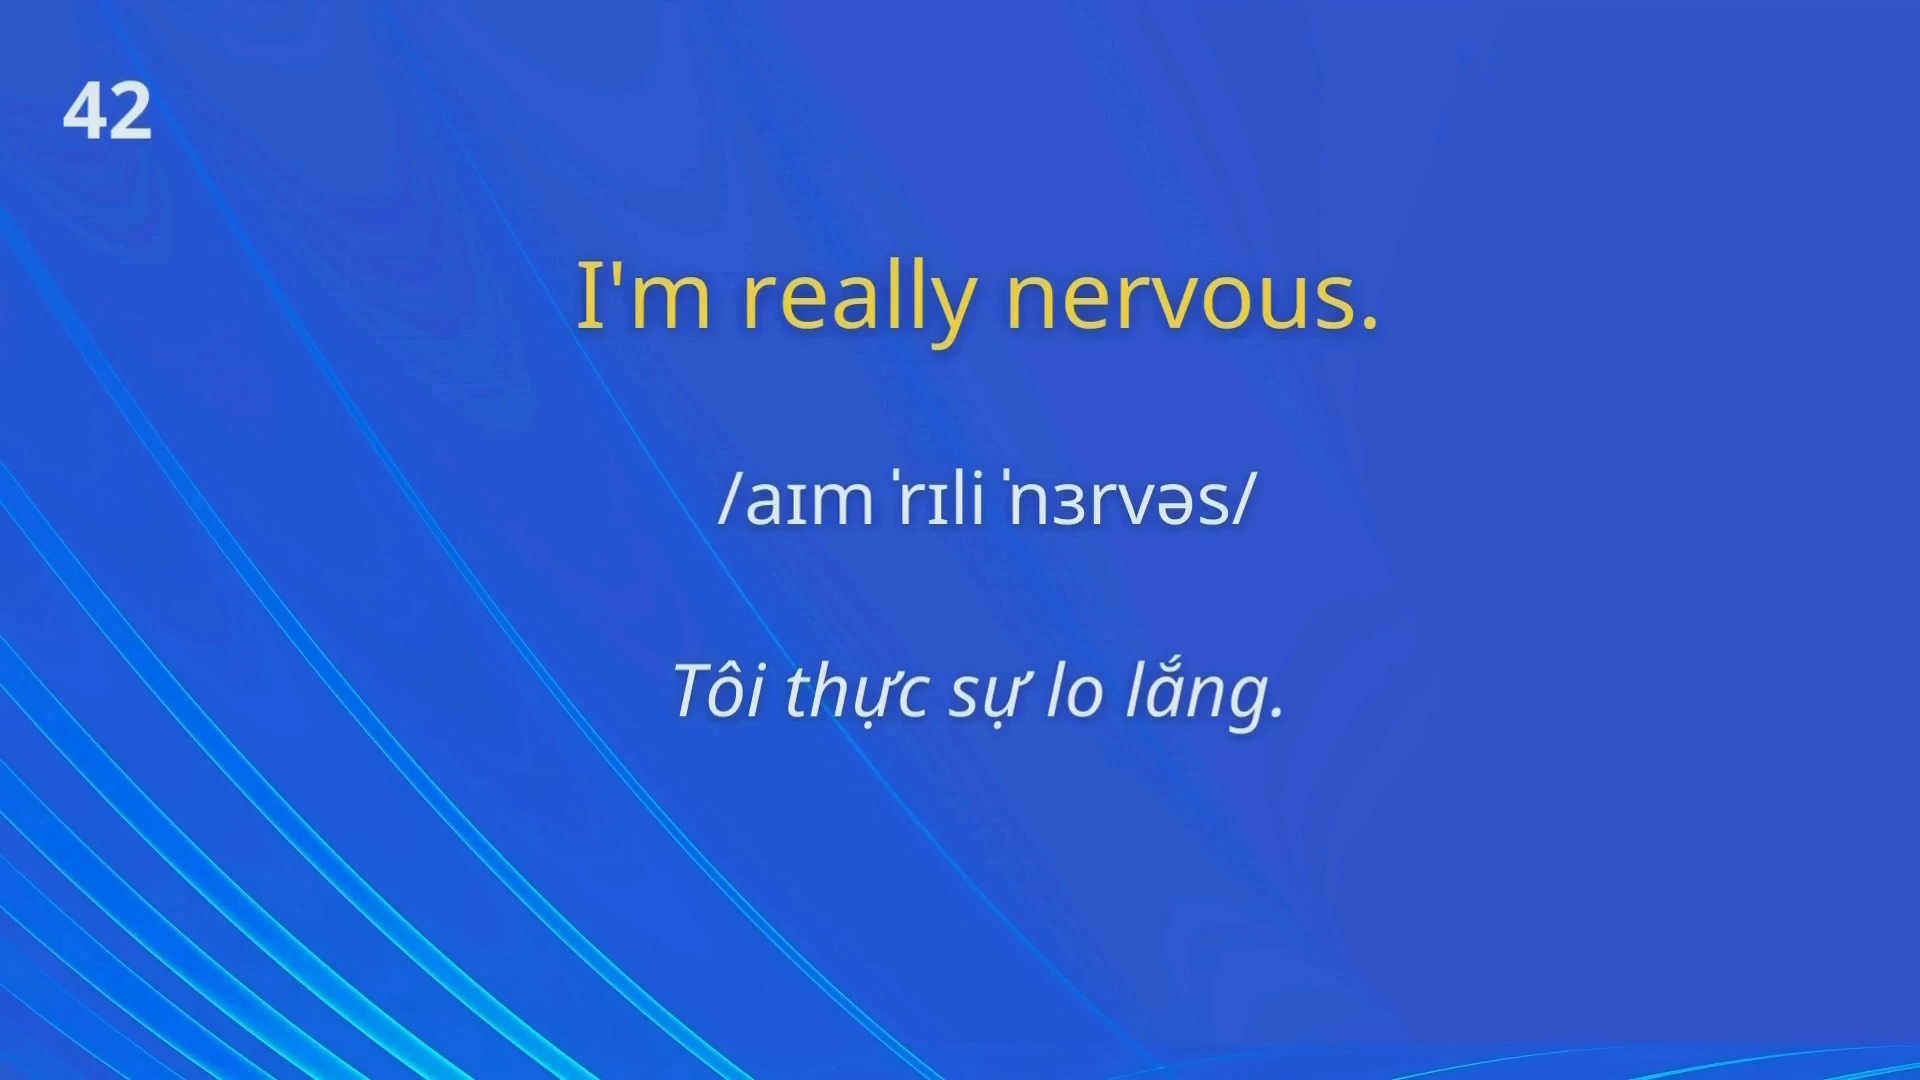 42
I'm really nervous.
/aɪm ˈrɪli ˈnɜrvəs/
Tôi thực sự lo lắng.